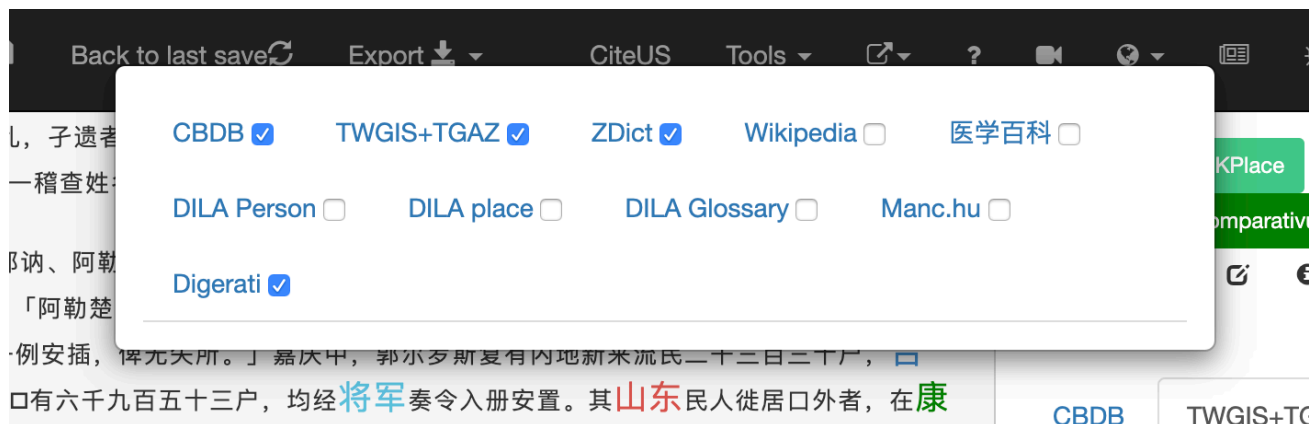 Back to last save Export CiteUS Tools ?
CBDB TWGIS+TGAZ ZDict Wikipedia 医学百科
DILA Person DILA place DILA Glossary Manc.hu
Digerati
，孑遗者
一稽查姓
KPlace
omparativu
讷、阿勒
「阿勒楚
例安插，俾无失所。」嘉庆中，郭尔罗斯复有内地新来流民二千三百三十户，吉
口有六千九百五十三户，均经将军奏令入册安置。其山东民人徙居口外者，在康
CBDB TWGIS+TG